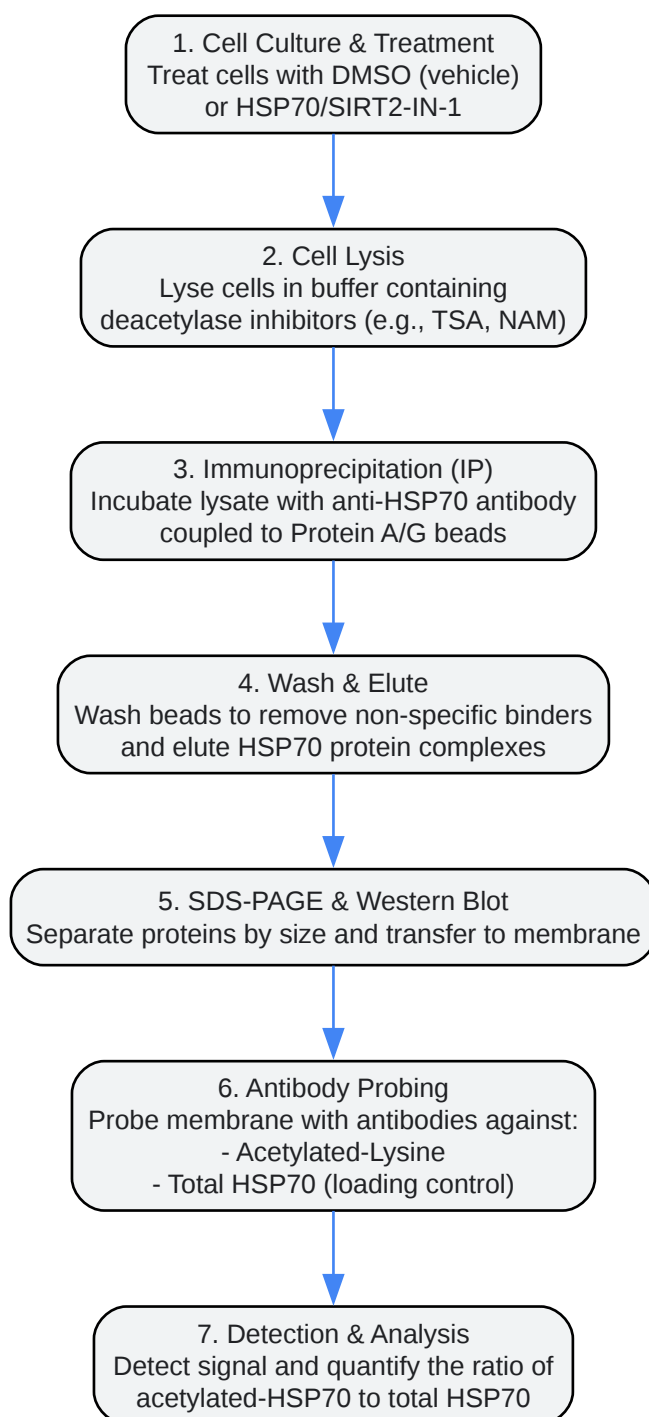 1. Cell Culture & Treatment
Treat cells with DMSO (vehicle)
or HSP70/SIRT2-IN-1
2. Cell Lysis
Lyse cells in buffer containing
deacetylase inhibitors (e.g., TSA, NAM)
3. Immunoprecipitation (IP)
Incubate lysate with anti-HSP70 antibody
coupled to Protein A/G beads
4. Wash & Elute
Wash beads to remove non-specific binders
and elute HSP70 protein complexes
5. SDS-PAGE & Western Blot
Separate proteins by size and transfer to membrane
6. Antibody Probing
Probe membrane with antibodies against:
- Acetylated-Lysine
- Total HSP70 (loading control)
7. Detection & Analysis
Detect signal and quantify the ratio of
acetylated-HSP70 to total HSP70